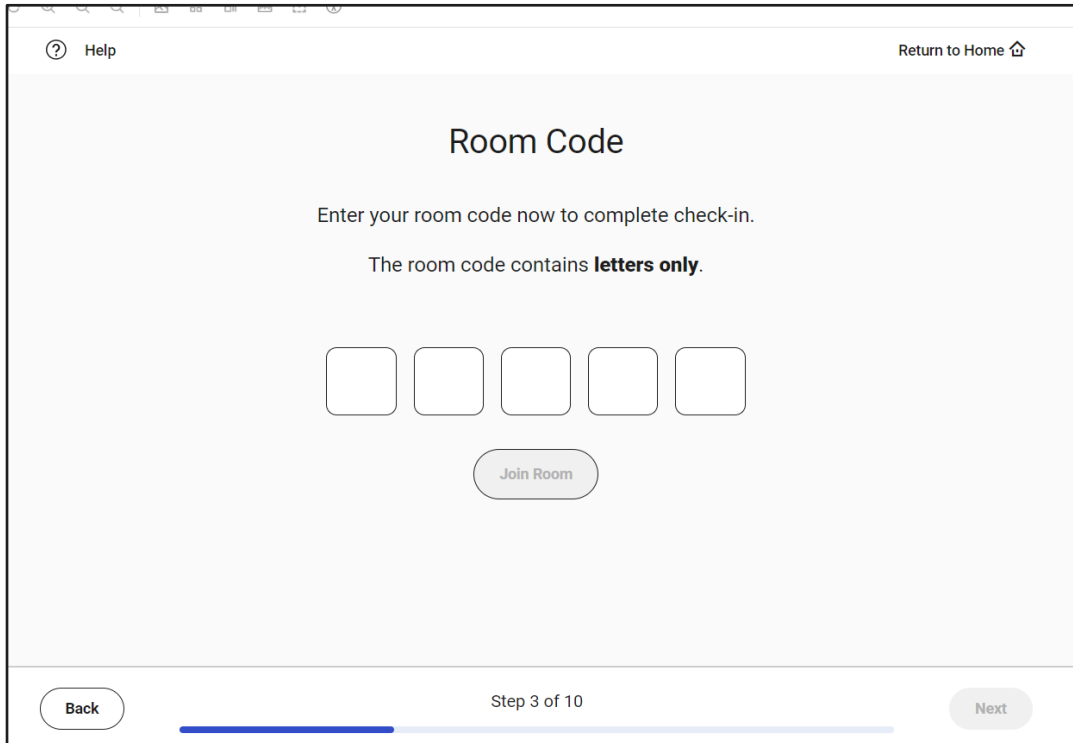 Help
Return to Home
Room Code
Enter your room code now to complete check-in.
The room code contains letters only.
Join Room
Back
Step 3 of 10
Next